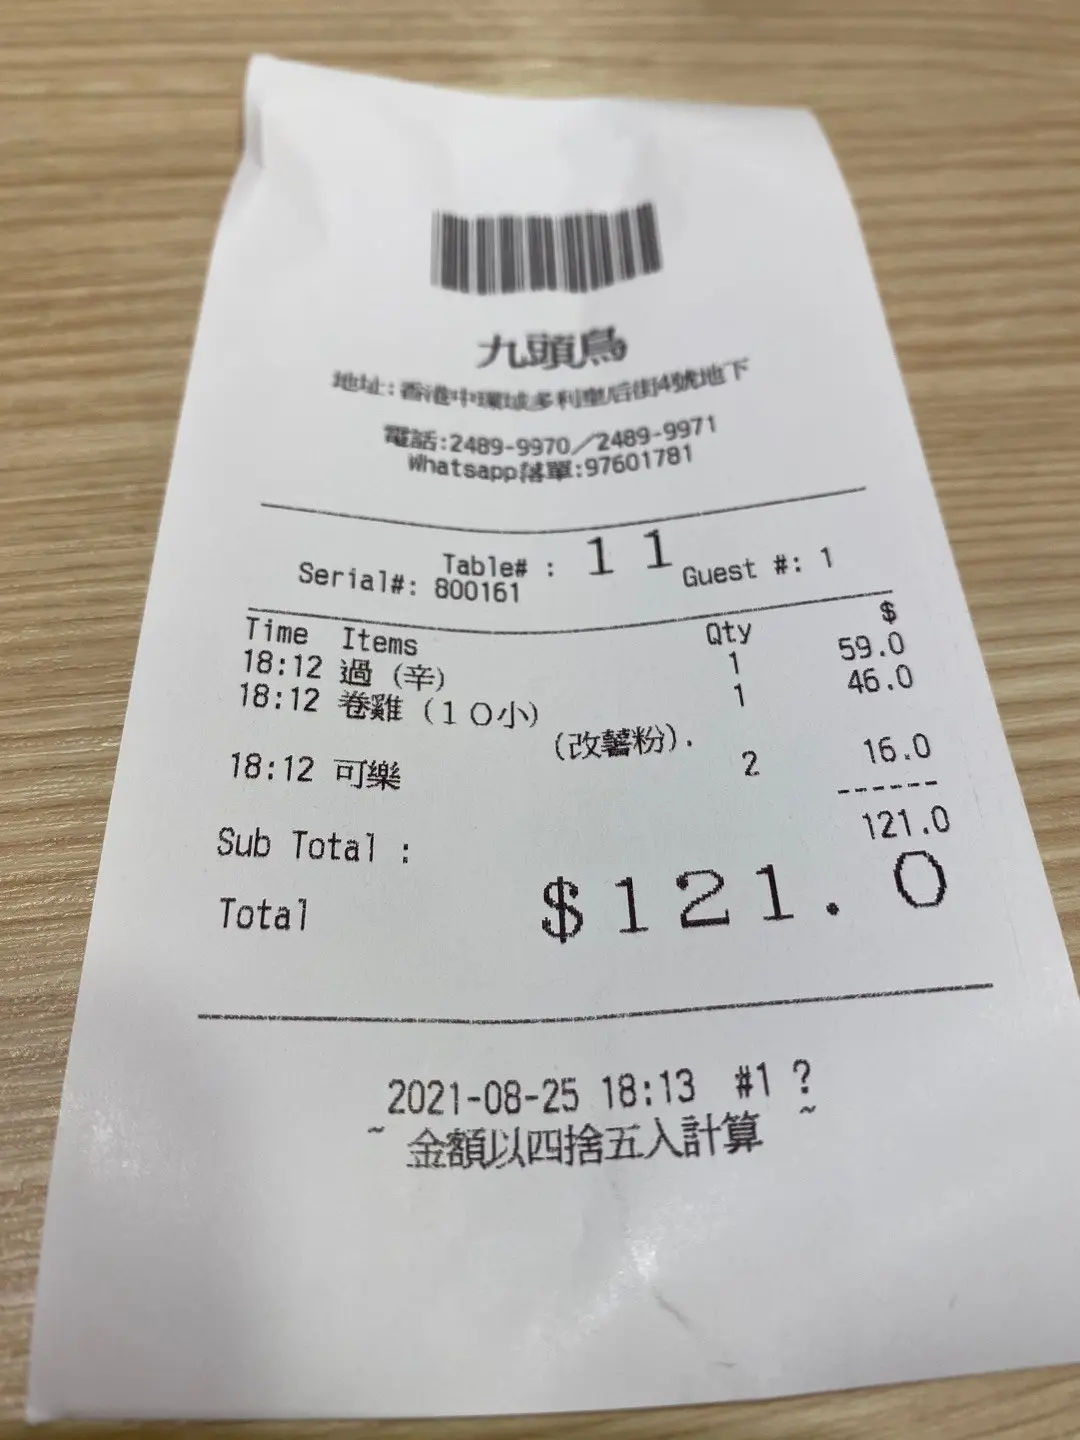 九頭鳥
地址:香港中環域多利皇后街4號地下
電話:2489-9970/2489-9971
Whatsapp落單:97601781
Table# : 11
Serial#: 800161 Guest #: 1
Time Items Qty $
18:12 過 (辛) 1 59.0
18:12 卷雞 (10小) 1 46.0
(改薯粉).
18:12 可樂 2 16.0
------
Sub Total : 121.0
Total $121.0
2021-08-25 18:13 #1 ?
~ 金額以四捨五入計算 ~